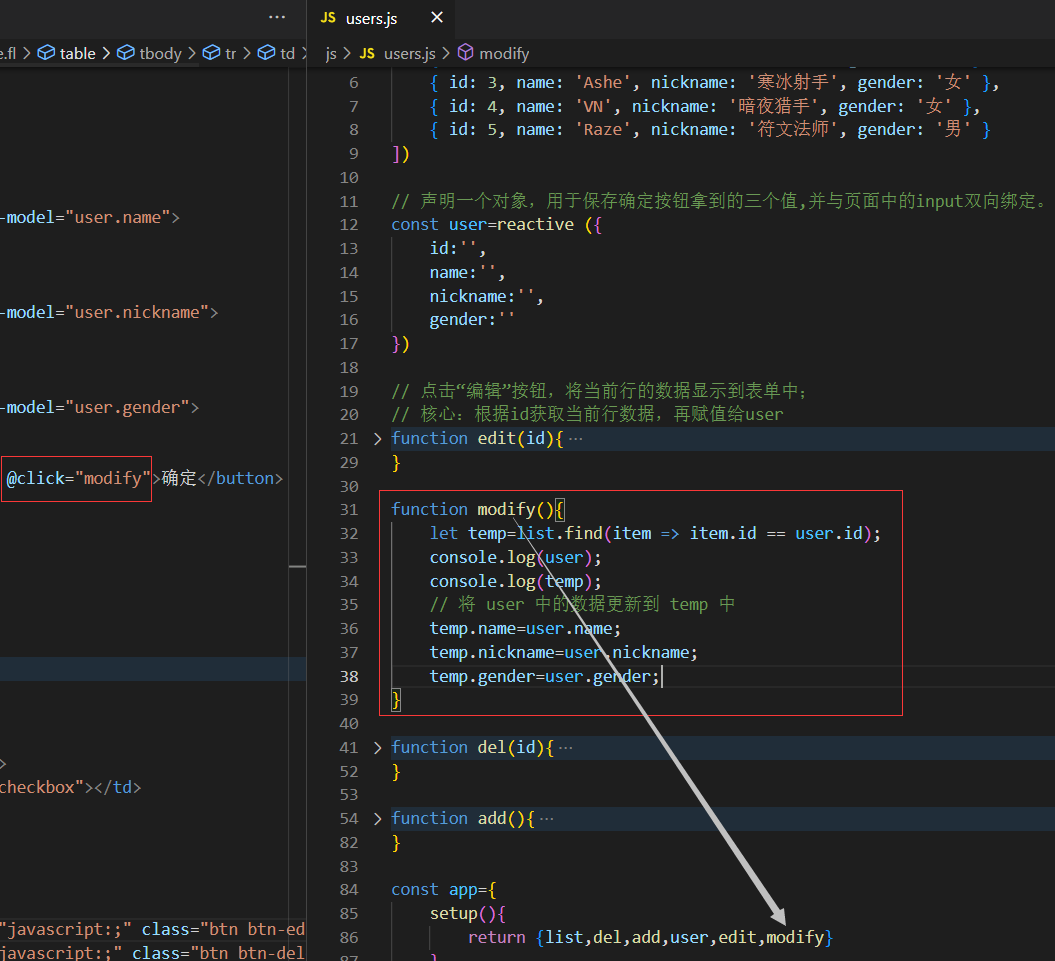 ···
JS users.js ×
e.fl > table > tbody > tr > td >
js > JS users.js > modify
-model="user.name">
-model="user.nickname">
-model="user.gender">
@click="modify">确定</button>
>
checkbox"></td>
"javascript:;" class="btn btn-ed
javascript:;" class="btn btn-del
6 { id: 3, name: 'Ashe', nickname: '寒冰射手', gender: '女' },
7 { id: 4, name: 'VN', nickname: '暗夜猎手', gender: '女' },
8 { id: 5, name: 'Raze', nickname: '符文法师', gender: '男' }
9 ])
10
11 // 声明一个对象，用于保存确定按钮拿到的三个值,并与页面中的input双向绑定。
12 const user=reactive ({
13 id:'',
14 name:'',
15 nickname:'',
16 gender:''
17 })
18
19 // 点击“编辑”按钮，将当前行的数据显示到表单中；
20 // 核心：根据id获取当前行数据，再赋值给user
21 > function edit(id){ ···
29 }
30
31 function modify(){
32 let temp=list.find(item => item.id == user.id);
33 console.log(user);
34 console.log(temp);
35 // 将 user 中的数据更新到 temp 中
36 temp.name=user.name;
37 temp.nickname=user.nickname;
38 temp.gender=user.gender;
39 }
40
41 > function del(id){ ···
52 }
53
54 > function add(){ ···
82 }
83
84 const app={
85 setup(){
86 return {list,del,add,user,edit,modify}
87 }